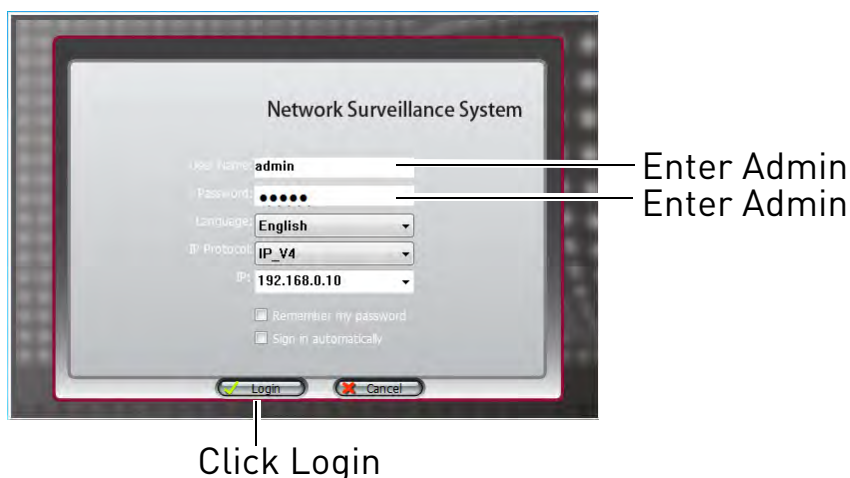 Network Surveillance System
User Name: admin
Enter Admin
Password: •••••
Enter Admin
Language: English
IP Protocol: IP_V4
IP: 192.168.0.10
Remember my password
Sign in automatically
Login
Cancel
Click Login